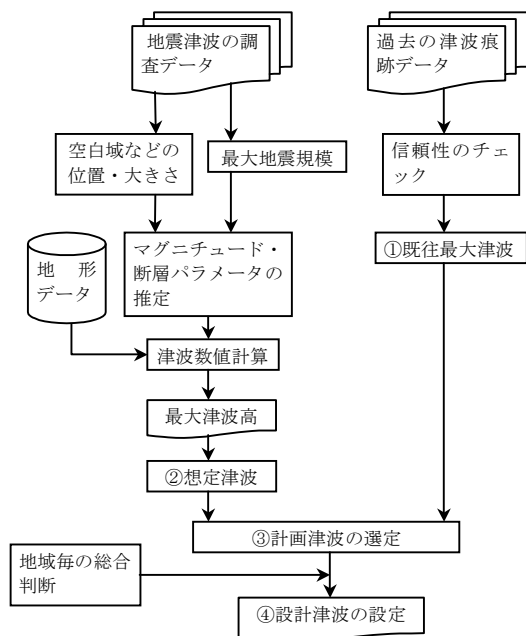 地震津波の調
査データ
過去の津波痕
跡データ
空白域などの
位置・大きさ
最大地震規模
信頼性のチェ
ック
地　形
データ
マグニチュード・
断層パラメータの
推定
①既往最大津波
津波数値計算
最大津波高
②想定津波
③計画津波の選定
地域毎の総合
判断
④設計津波の設定